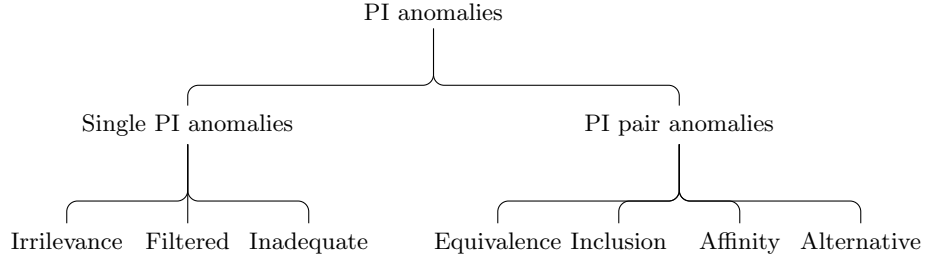 PI anomalies
Single PI anomalies PI pair anomalies
Irrilevance Filtered Inadequate Equivalence Inclusion Affinity Alternative